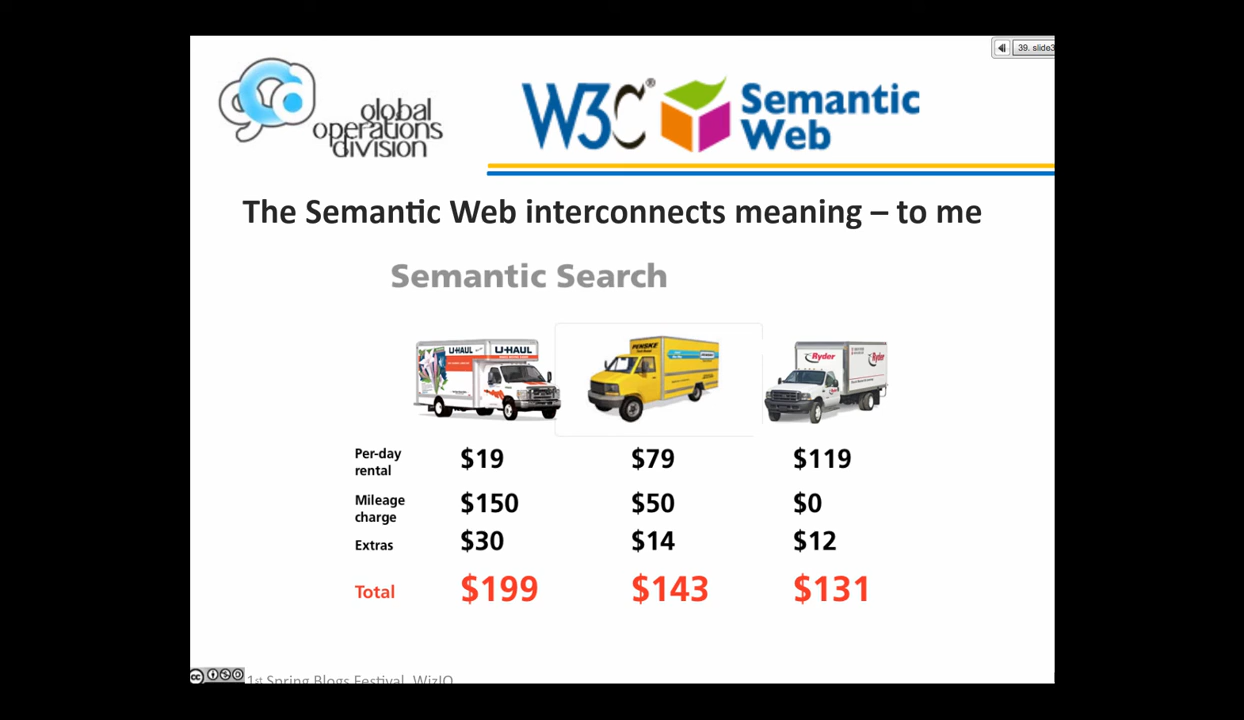 39. slide3
global
operations
division
W3C® Semantic
Web
The Semantic Web interconnects meaning – to me
Semantic Search
U-HAUL U-HAUL
PENSKE
Ryder Ryder
Per-day
rental $19 $79 $119
Mileage
charge $150 $50 $0
Extras $30 $14 $12
Total $199 $143 $131
cc
1st Spring Blogs Festival, WizIQ